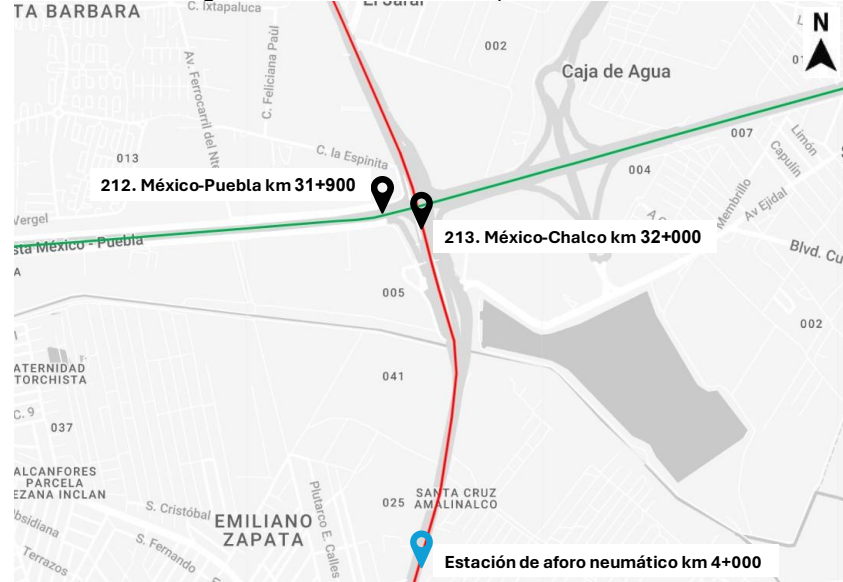 C. Ixtapaluca
TA BARBARA
N
002
Caja de Agua
Av. Ferrocarril del Nte
C. Feliciana Paúl
007
Limón
Capulín
C. la Espinita
013
004
212. México-Puebla km 31+900
Membrillo
Av Ejidal
Vergel
213. México-Chalco km 32+000
sta México - Puebla
Blvd. Cu
A
005
002
ATERNIDAD
TORCHISTA
041
C. 9
037
ALCANFORES
PARCELA
EZANA INCLAN
SANTA CRUZ
AMALINALCO
025
S. Cristóbal
EMILIANO
ZAPATA
Plutarco E. Calles
bsidiana
S. Fernando
Terrazos
Estación de aforo neumático km 4+000